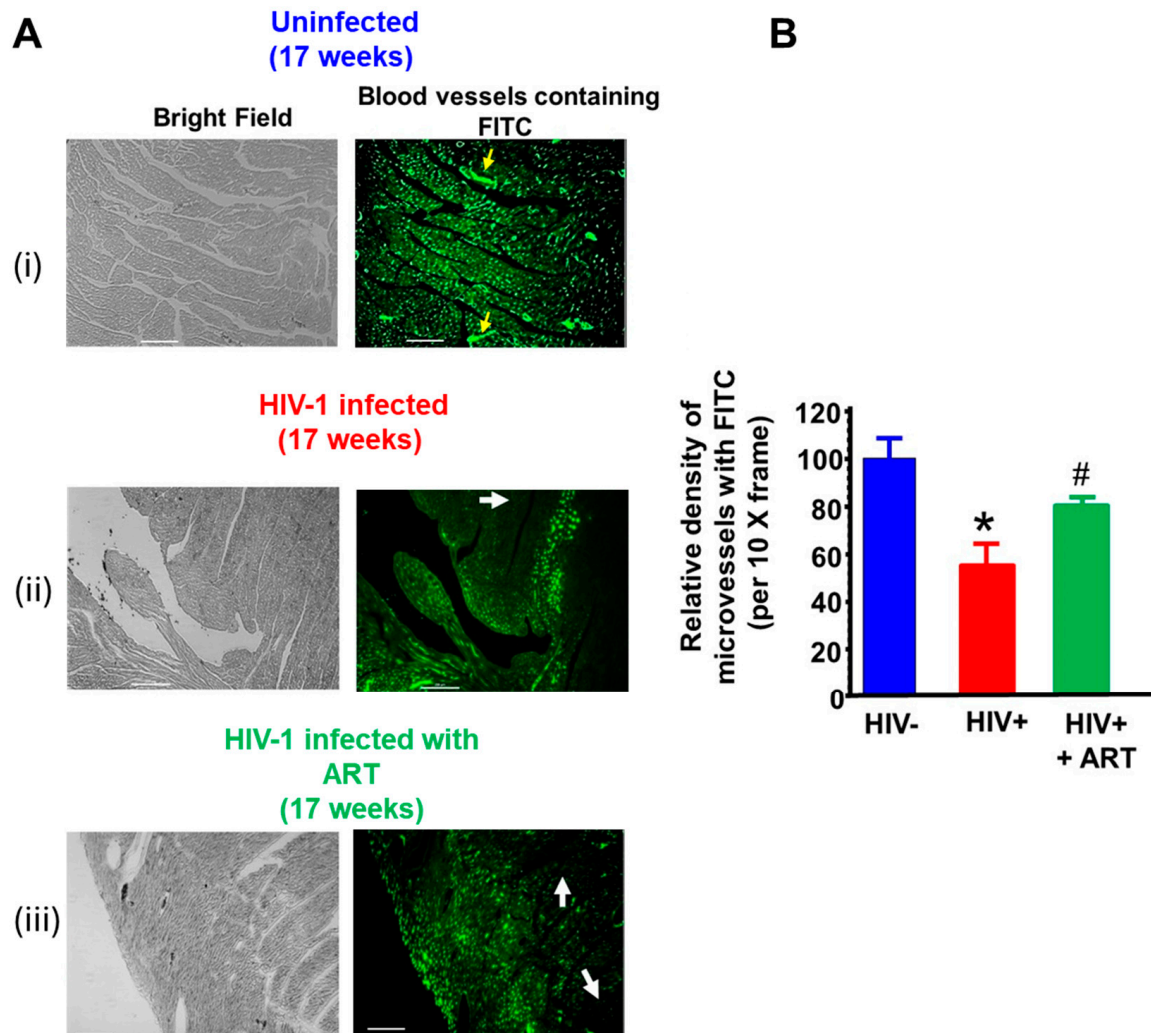 A
Uninfected
(17 weeks)
Bright Field
Blood vessels containing
FITC
(i)
HIV-1 infected
(17 weeks)
(ii)
HIV-1 infected with
ART
(17 weeks)
(iii)
B
Relative density of
microvessels with FITC
(per 10 X frame)
120
100
80
60
40
20
0
*
#
HIV-
HIV+
HIV+
+ ART